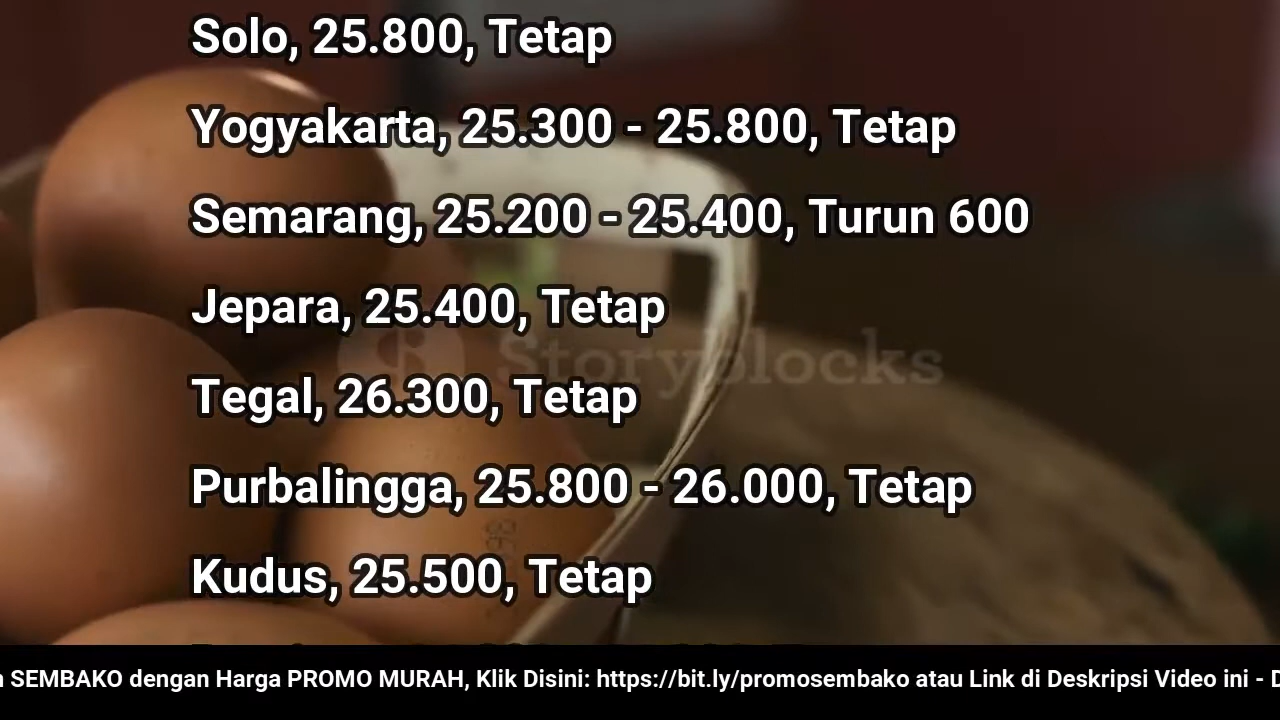 Solo, 25.800, Tetap
Yogyakarta, 25.300 - 25.800, Tetap
Semarang, 25.200 - 25.400, Turun 600
Jepara, 25.400, Tetap
Storyblocks
Tegal, 26.300, Tetap
Purbalingga, 25.800 - 26.000, Tetap
Kudus, 25.500, Tetap
SEMBAKO dengan Harga PROMO MURAH, Klik Disini: https://bit.ly/promosembako atau Link di Deskripsi Video ini -